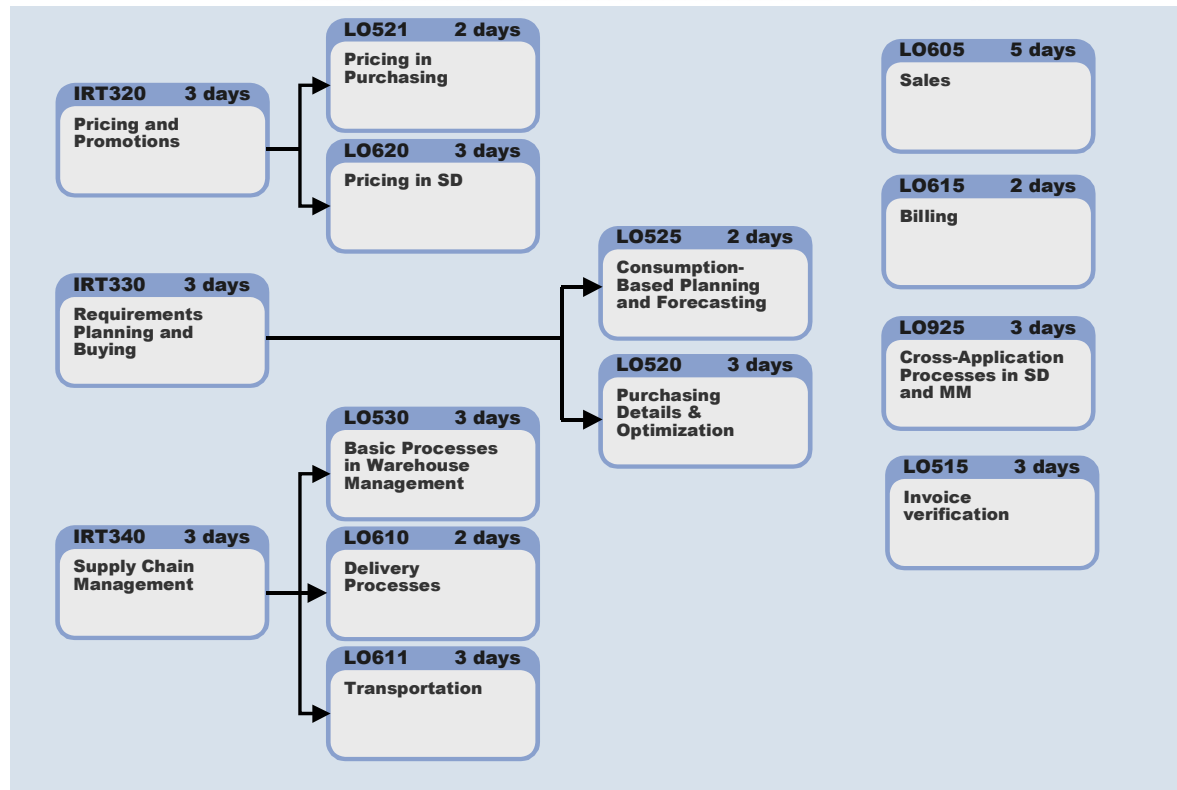 IRT320 3 days
Pricing and
Promotions
LO521 2 days
Pricing in
Purchasing
LO620 3 days
Pricing in SD
IRT330 3 days
Requirements
Planning and
Buying
LO525 2 days
Consumption-
Based Planning
and Forecasting
LO520 3 days
Purchasing
Details &
Optimization
IRT340 3 days
Supply Chain
Management
LO530 3 days
Basic Processes
in Warehouse
Management
LO610 2 days
Delivery
Processes
LO611 3 days
Transportation
LO605 5 days
Sales
LO615 2 days
Billing
LO925 3 days
Cross-Application
Processes in SD
and MM
LO515 3 days
Invoice
verification